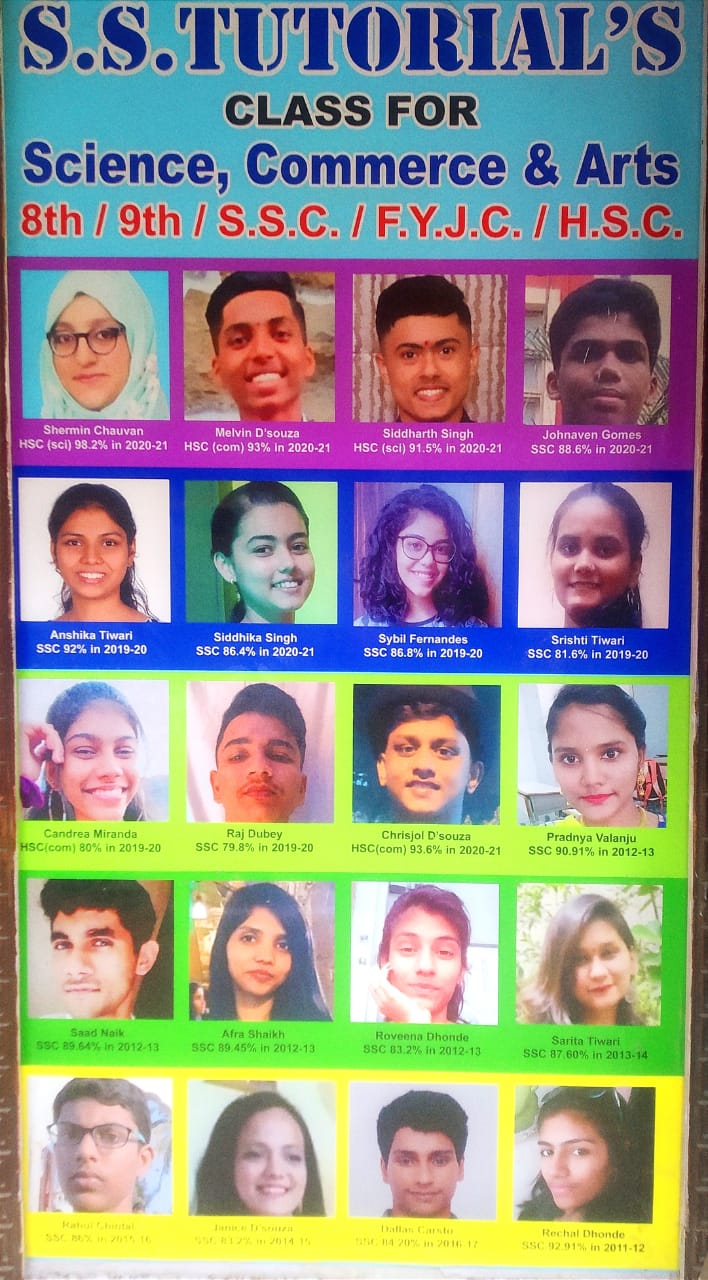 S.S.TUTORIAL'S
CLASS FOR
Science, Commerce & Arts
8th / 9th / S.S.C. / F.Y.J.C. / H.S.C.
Shermin Chauvan
HSC (sci) 98.2% in 2020-21
Melvin D'souza
HSC (com) 93% in 2020-21
Siddharth Singh
HSC (sci) 91.5% in 2020-21
Johnaven Gomes
SSC 88.6% in 2020-21
Anshika Tiwari
SSC 92% in 2019-20
Siddhika Singh
SSC 86.4% in 2020-21
Sybil Fernandes
SSC 86.8% in 2019-20
Srishti Tiwari
SSC 81.6% in 2019-20
Candrea Miranda
HSC(com) 80% in 2019-20
Raj Dubey
SSC 79.8% in 2019-20
Chrisjol D'souza
HSC(com) 93.6% in 2020-21
Pradnya Valanju
SSC 90.91% in 2012-13
Saad Naik
SSC 89.64% in 2012-13
Afra Shaikh
SSC 89.45% in 2012-13
Roveena Dhonde
SSC 83.2% in 2012-13
Sarita Tiwari
SSC 87.60% in 2013-14
Rahul
SSC 86% in 2015-16
Janice D'souza
SSC 83.2% in 2014-15
Dallas Carsto
SSC 84.20% in 2016-17
Rechal Dhonde
SSC 92.91% in 2011-12